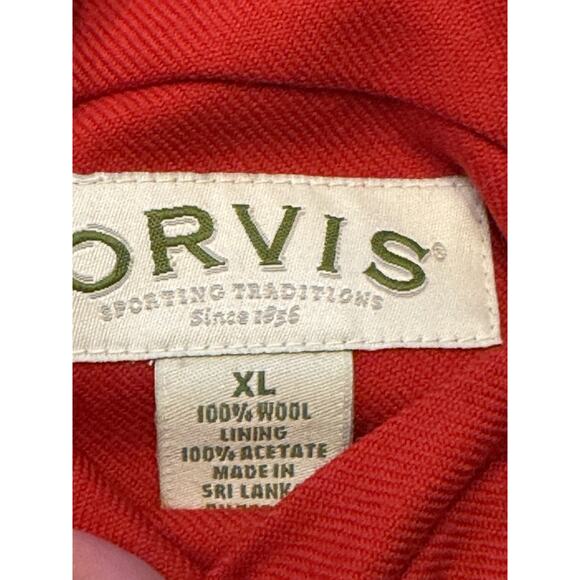 ORVIS®
SPORTING TRADITIONS
Since 1856
XL
100% WOOL
LINING
100% ACETATE
MADE IN
SRI LANKA